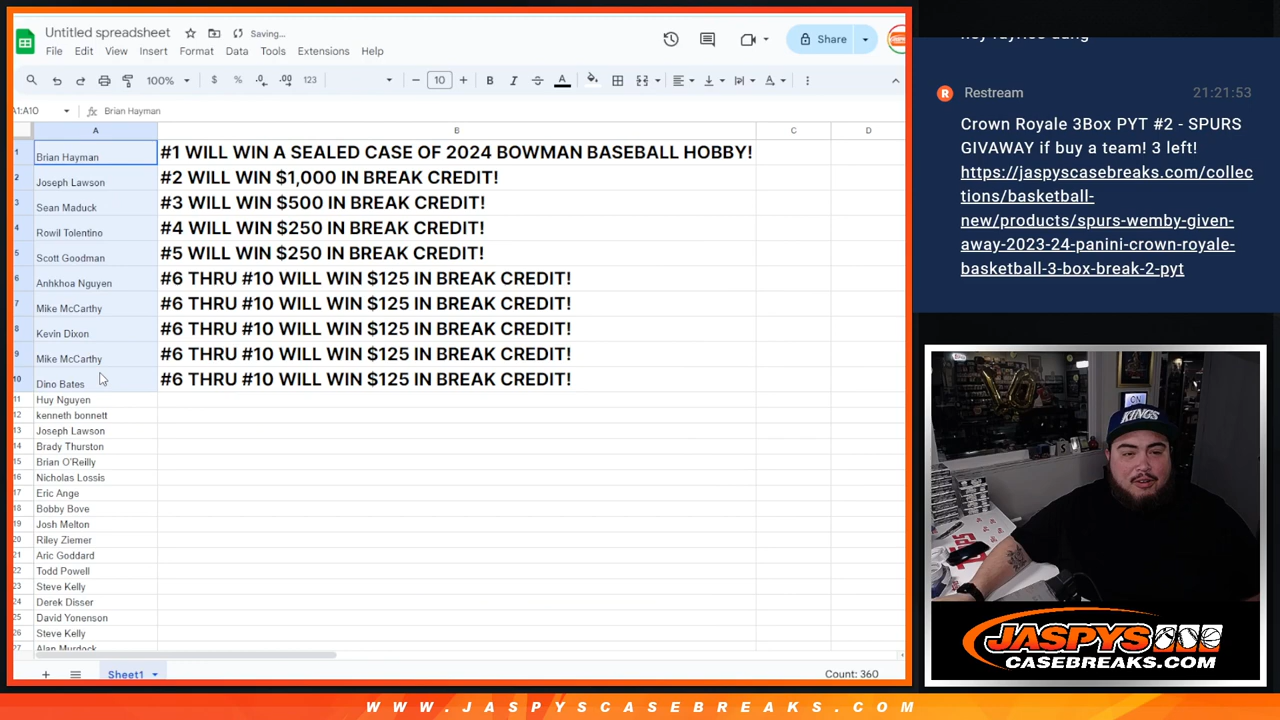 Untitled spreadsheet
Saving...
File Edit View Insert Format Data Tools Extensions Help
Share
100%
$ % .0 .00 123
10
B I A
A1:A10
Brian Hayman
A B C D
1 Brian Hayman #1 WILL WIN A SEALED CASE OF 2024 BOWMAN BASEBALL HOBBY!
2 Joseph Lawson #2 WILL WIN $1,000 IN BREAK CREDIT!
3 Sean Maduck #3 WILL WIN $500 IN BREAK CREDIT!
4 Rowil Tolentino #4 WILL WIN $250 IN BREAK CREDIT!
5 Scott Goodman #5 WILL WIN $250 IN BREAK CREDIT!
6 Anhkhoa Nguyen #6 THRU #10 WILL WIN $125 IN BREAK CREDIT!
7 Mike McCarthy #6 THRU #10 WILL WIN $125 IN BREAK CREDIT!
8 Kevin Dixon #6 THRU #10 WILL WIN $125 IN BREAK CREDIT!
9 Mike McCarthy #6 THRU #10 WILL WIN $125 IN BREAK CREDIT!
10 Dino Bates #6 THRU #10 WILL WIN $125 IN BREAK CREDIT!
11 Huy Nguyen
12 kenneth bonnett
13 Joseph Lawson
14 Brady Thurston
15 Brian O'Reilly
16 Nicholas Lossis
17 Eric Ange
18 Bobby Bove
19 Josh Melton
20 Riley Ziemer
21 Aric Goddard
22 Todd Powell
23 Steve Kelly
24 Derek Disser
25 David Yonenson
26 Steve Kelly
27 Alan Murdock
Sheet1
Count: 360
Restream 21:21:53
Crown Royale 3Box PYT #2 - SPURS
GIVAWAY if buy a team! 3 left!
https://jaspyscasebreaks.com/collec
tions/basketball-
new/products/spurs-wemby-given-
away-2023-24-panini-crown-royale-
basketball-3-box-break-2-pyt
ON
KINGS
JASPYS
CASEBREAKS.COM
WWW.JASPYSCASEBREAKS.COM